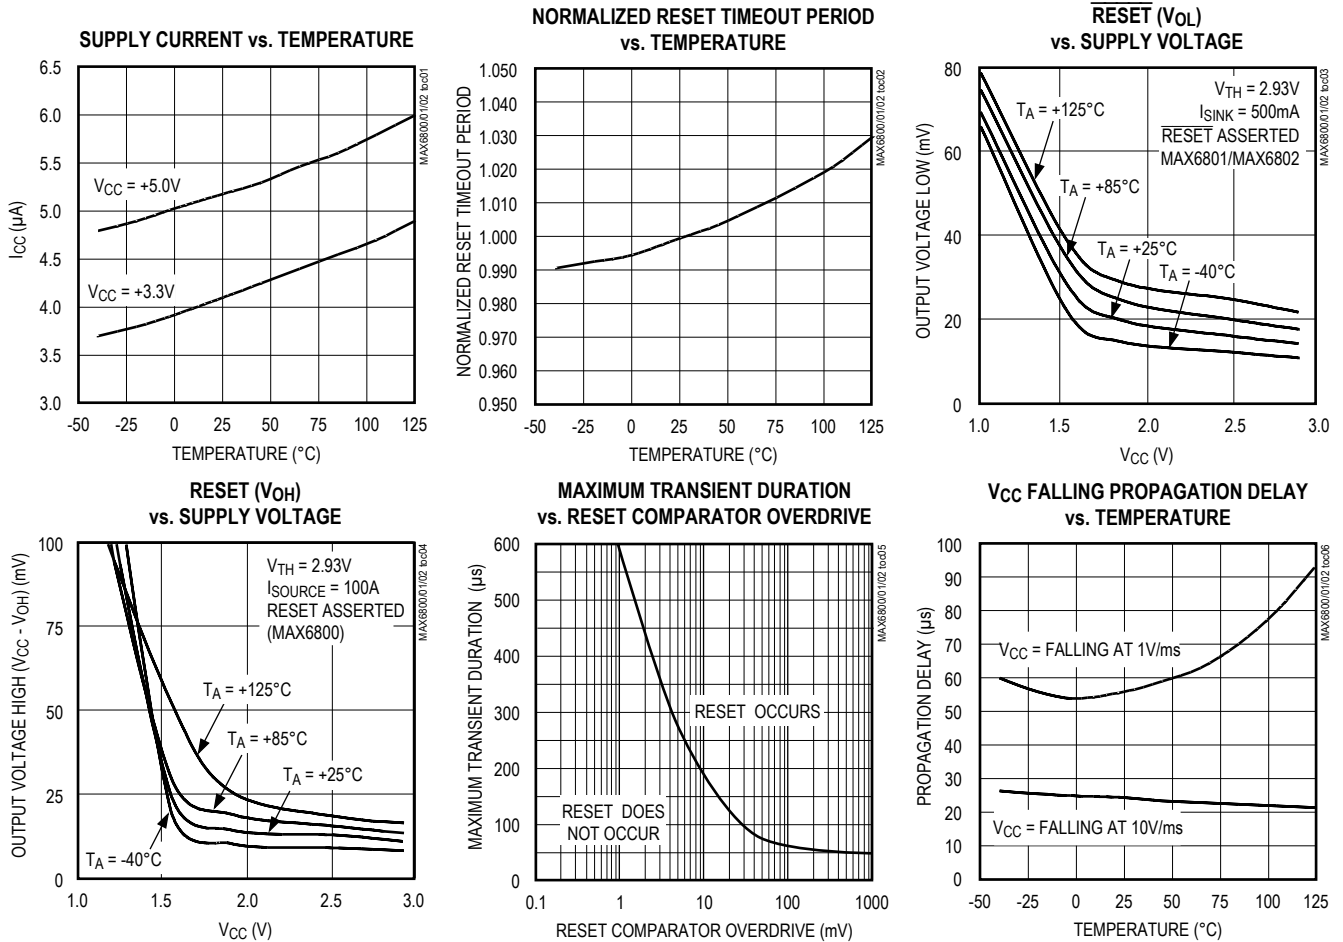 SUPPLY CURRENT vs. TEMPERATURE
6.5
6.0
5.5
5.0
4.5
4.0
3.5
3.0
ICC (µA)
VCC = +5.0V
VCC = +3.3V
-50 -25 0 25 50 75 100 125
TEMPERATURE (°C)
MAX6800/01/02 toc01
NORMALIZED RESET TIMEOUT PERIOD
vs. TEMPERATURE
1.050
1.040
1.030
1.020
1.010
1.000
0.990
0.980
0.970
0.960
0.950
NORMALIZED RESET TIMEOUT PERIOD
-50 -25 0 25 50 75 100 125
TEMPERATURE (°C)
MAX6800/01/02 toc02
RESET (VOL)
vs. SUPPLY VOLTAGE
80
60
40
20
0
OUTPUT VOLTAGE LOW (mV)
VTH = 2.93V
ISINK = 500mA
RESET ASSERTED
MAX6801/MAX6802
TA = +125°C
TA = +85°C
TA = +25°C
TA = -40°C
1.0 1.5 2.0 2.5 3.0
VCC (V)
MAX6800/01/02 toc03
RESET (VOH)
vs. SUPPLY VOLTAGE
100
75
50
25
0
OUTPUT VOLTAGE HIGH (VCC - VOH) (mV)
VTH = 2.93V
ISOURCE = 100A
RESET ASSERTED
(MAX6800)
TA = +125°C
TA = +85°C
TA = +25°C
TA = -40°C
1.0 1.5 2.0 2.5 3.0
VCC (V)
MAX6800/01/02 toc04
MAXIMUM TRANSIENT DURATION
vs. RESET COMPARATOR OVERDRIVE
600
500
400
300
200
100
0
MAXIMUM TRANSIENT DURATION (µs)
RESET OCCURS
RESET DOES
NOT OCCUR
0.1 1 10 100 1000
RESET COMPARATOR OVERDRIVE (mV)
MAX6800/01/02 toc05
VCC FALLING PROPAGATION DELAY
vs. TEMPERATURE
100
90
80
70
60
50
40
30
20
10
0
PROPAGATION DELAY (µs)
VCC = FALLING AT 1V/ms
VCC = FALLING AT 10V/ms
-50 -25 0 25 50 75 100 125
TEMPERATURE (°C)
MAX6800/01/02 toc06